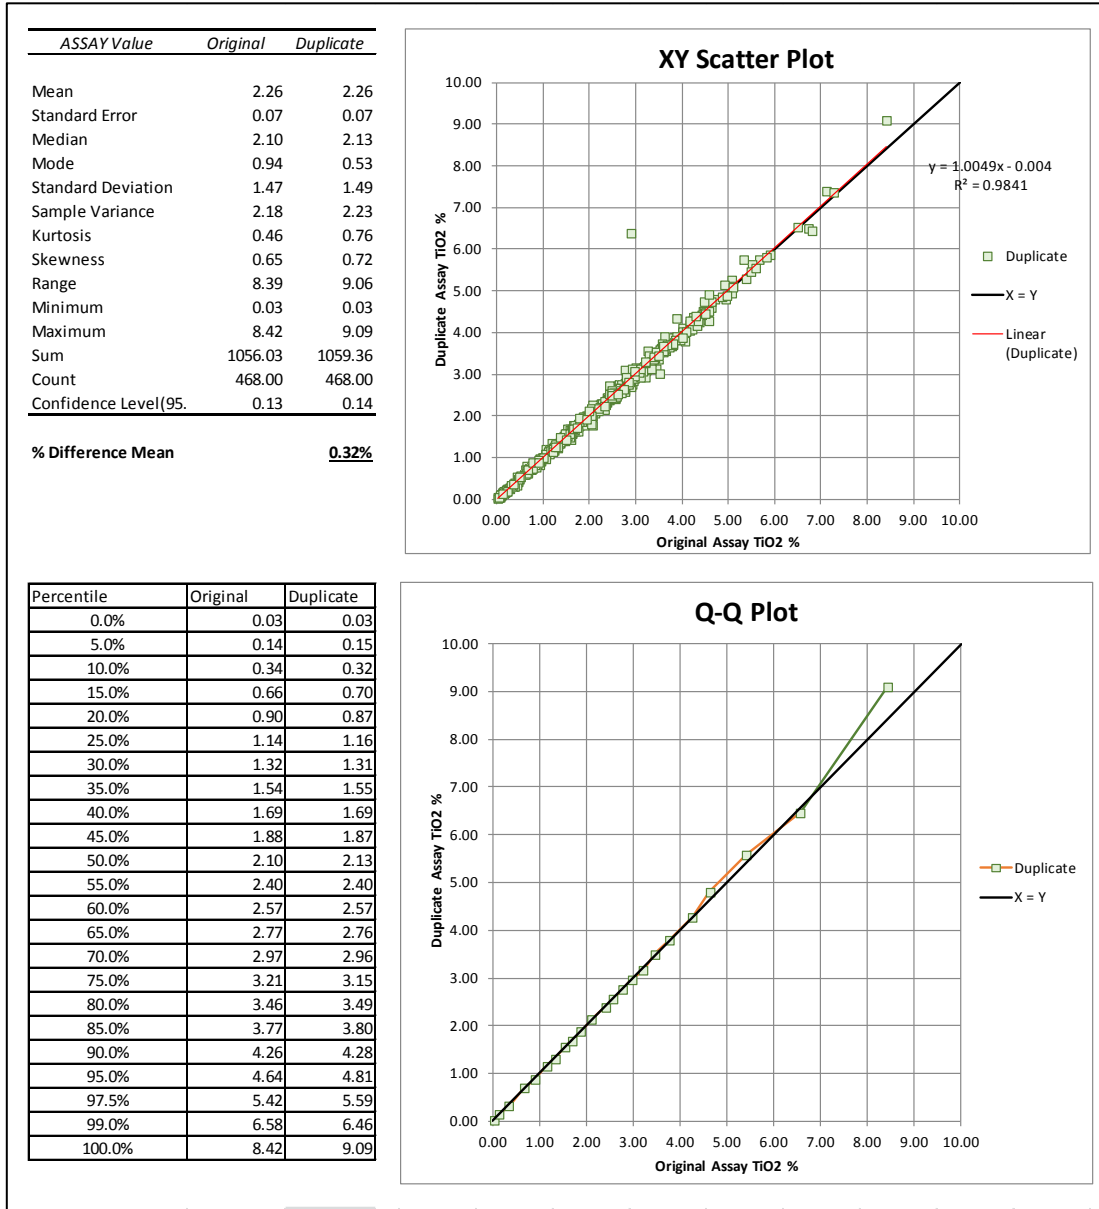 ASSAY Value Original Duplicate
Mean 2.26 2.26
Standard Error 0.07 0.07
Median 2.10 2.13
Mode 0.94 0.53
Standard Deviation 1.47 1.49
Sample Variance 2.18 2.23
Kurtosis 0.46 0.76
Skewness 0.65 0.72
Range 8.39 9.06
Minimum 0.03 0.03
Maximum 8.42 9.09
Sum 1056.03 1059.36
Count 468.00 468.00
Confidence Level(95. 0.13 0.14
% Difference Mean 0.32%
XY Scatter Plot
10.00
9.00
8.00
7.00
6.00
5.00
4.00
3.00
2.00
1.00
0.00
Duplicate Assay TiO2 %
0.00 1.00 2.00 3.00 4.00 5.00 6.00 7.00 8.00 9.00 10.00
Original Assay TiO2 %
y = 1.0049x - 0.004
R² = 0.9841
Duplicate
X = Y
Linear
(Duplicate)
Percentile Original Duplicate
0.0% 0.03 0.03
5.0% 0.14 0.15
10.0% 0.34 0.32
15.0% 0.66 0.70
20.0% 0.90 0.87
25.0% 1.14 1.16
30.0% 1.32 1.31
35.0% 1.54 1.55
40.0% 1.69 1.69
45.0% 1.88 1.87
50.0% 2.10 2.13
55.0% 2.40 2.40
60.0% 2.57 2.57
65.0% 2.77 2.76
70.0% 2.97 2.96
75.0% 3.21 3.15
80.0% 3.46 3.49
85.0% 3.77 3.80
90.0% 4.26 4.28
95.0% 4.64 4.81
97.5% 5.42 5.59
99.0% 6.58 6.46
100.0% 8.42 9.09
Q-Q Plot
10.00
9.00
8.00
7.00
6.00
5.00
4.00
3.00
2.00
1.00
0.00
Duplicate Assay TiO2 %
0.00 1.00 2.00 3.00 4.00 5.00 6.00 7.00 8.00 9.00 10.00
Original Assay TiO2 %
Duplicate
X = Y